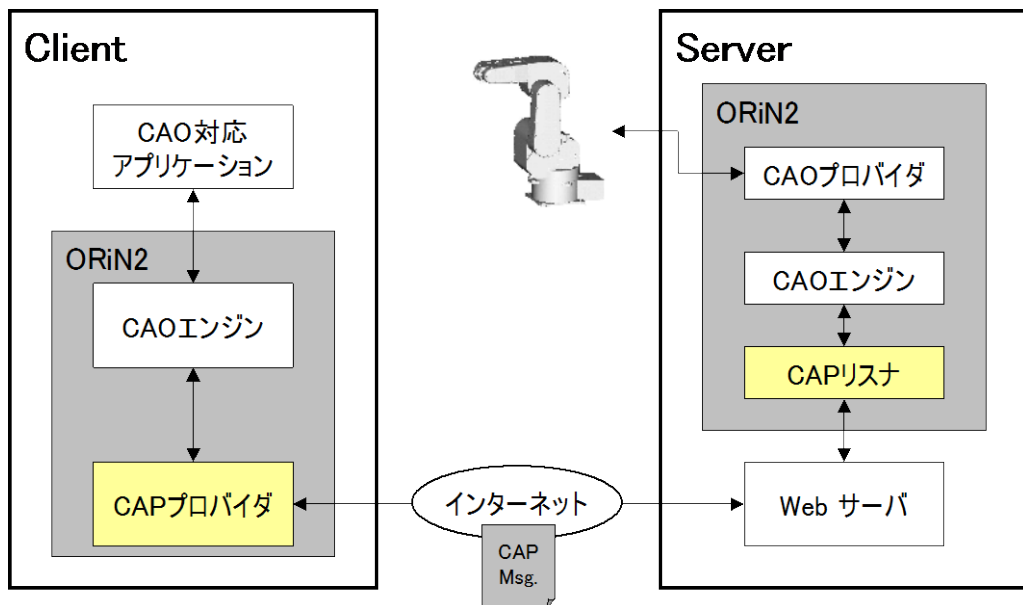 Client
CAO対応
アプリケーション
ORiN2
CAOエンジン
CAPプロバイダ
インターネット
CAP
Msg.
Server
ORiN2
CAOプロバイダ
CAOエンジン
CAPリスナ
Web サーバ